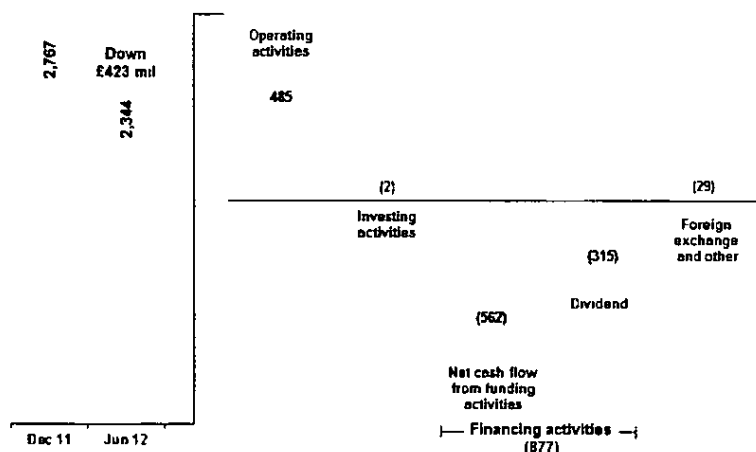 2,767
Down
£423 mil
2,344
Dec 11
Jun 12
Operating
activities
485
(2)
Investing
activities
(562)
Net cash flow
from funding
activities
(315)
Dividend
Financing activities
(877)
(29)
Foreign
exchange
and other